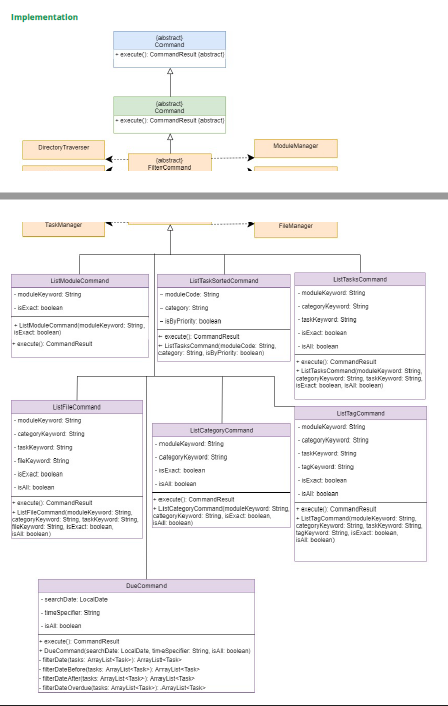 Implementation
{abstract}
Command
+ execute(): CommandResult {abstract}
{abstract}
Command
+ execute(): CommandResult {abstract}
DirectoryTraverser
ModuleManager
{abstract}
FilterCommand
TaskManager
FileManager
ListModuleCommand
- moduleKeyword: String
- isExact: boolean
+ ListModuleCommand(moduleKeyword: String,
isExact: boolean)
+ execute(): CommandResult
ListTaskSortedCommand
- moduleCode: String
- category: String
- isByPriority: boolean
+ execute(): CommandResult
+ ListTasksCommand(moduleCode: String,
category: String, isByPriority: boolean)
ListTasksCommand
- moduleKeyword: String
- categoryKeyword: String
- taskKeyword: String
- isExact: boolean
- isAll: boolean
+ execute(): CommandResult
+ ListTasksCommand(moduleKeyword: String,
categoryKeyword: String, taskKeyword: String,
isExact: boolean, isAll: boolean)
ListFileCommand
- moduleKeyword: String
- categoryKeyword: String
- taskKeyword: String
- fileKeyword: String
- isExact: boolean
- isAll: boolean
+ execute(): CommandResult
+ ListFileCommand(moduleKeyword: String,
categoryKeyword: String, taskKeyword: String,
fileKeyword: String, isExact: boolean,
isAll: boolean)
ListCategoryCommand
- moduleKeyword: String
- categoryKeyword: String
- isExact: boolean
- isAll: boolean
+ execute(): CommandResult
+ ListCategoryCommand(moduleKeyword: String,
categoryKeyword: String, isExact: boolean,
isAll: boolean)
ListTagCommand
- moduleKeyword: String
- categoryKeyword: String
- taskKeyword: String
- tagKeyword: String
- isExact: boolean
- isAll: boolean
+ execute(): CommandResult
+ ListTagCommand(moduleKeyword: String,
categoryKeyword: String, taskKeyword: String,
tagKeyword: String, isExact: boolean,
isAll: boolean)
DueCommand
- searchDate: LocalDate
- timeSpecifier: String
- isAll: boolean
+ execute(): CommandResult
+ DueCommand(searchDate: LocalDate, timeSpecifier: String, isAll: boolean)
- filterDate(tasks: ArrayList<Task>): ArrayList<Task>
- filterDateBefore(tasks: ArrayList<Task>): ArrayList<Task>
- filterDateAfter(tasks: ArrayList<Task>): ArrayList<Task>
- filterDateOverdue(tasks: ArrayList<Task>): ArrayList<Task>